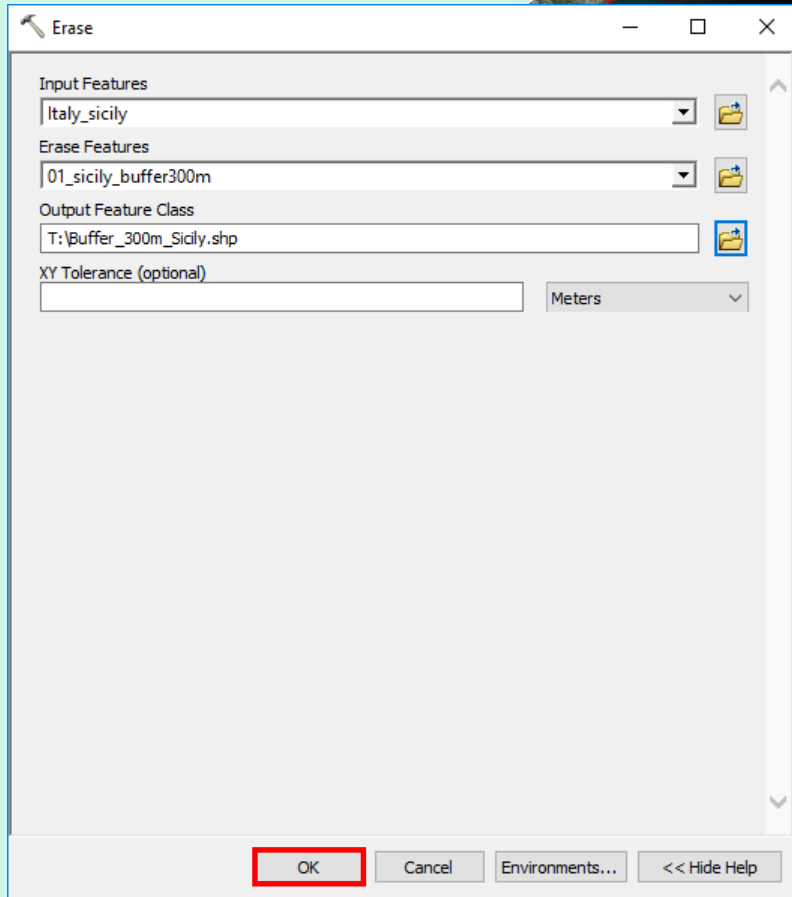 Erase
Input Features
Italy_sicily
Erase Features
01_sicily_buffer300m
Output Feature Class
T:\Buffer_300m_Sicily.shp
XY Tolerance (optional)
Meters
OK Cancel Environments... << Hide Help